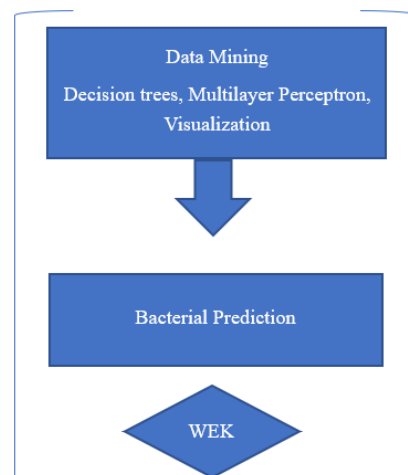 Data Mining
Decision trees, Multilayer Perceptron,
Visualization
Bacterial Prediction
WEK